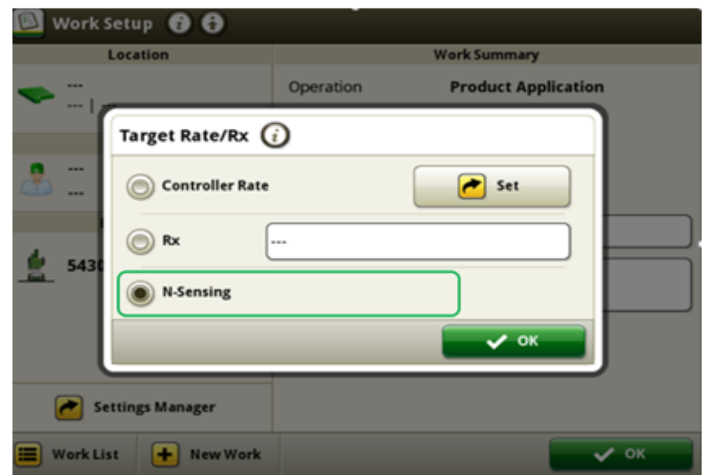 Work Setup
Location
Work Summary
---
--- | ---
Operation Product Application
Target Rate/Rx
Controller Rate
Set
Rx
---
N-Sensing
OK
---
---
5430
Settings Manager
Work List
New Work
OK